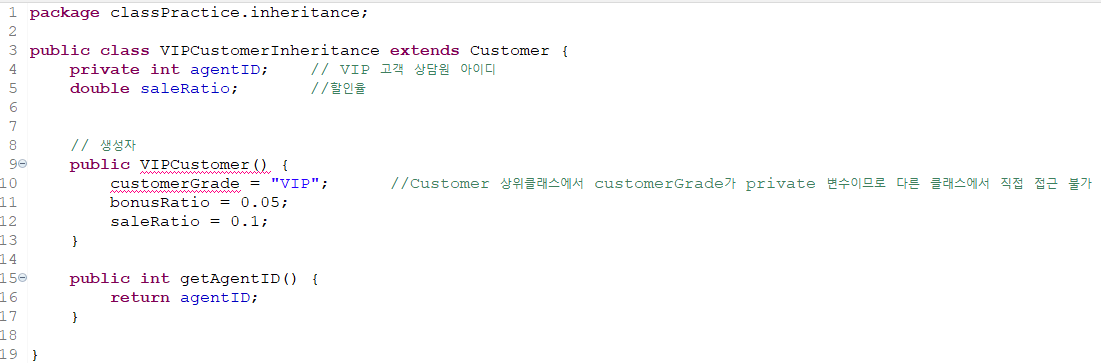 1 package classPractice.inheritance;
2
3 public class VIPCustomerInheritance extends Customer {
4     private int agentID;    // VIP 고객 상담원 아이디
5     double saleRatio;       //할인율
6
7
8     // 생성자
9     public VIPCustomer() {
10         customerGrade = "VIP";      //Customer 상위클래스에서 customerGrade가 private 변수이므로 다른 클래스에서 직접 접근 불가
11         bonusRatio = 0.05;
12         saleRatio = 0.1;
13     }
14
15     public int getAgentID() {
16         return agentID;
17     }
18
19 }